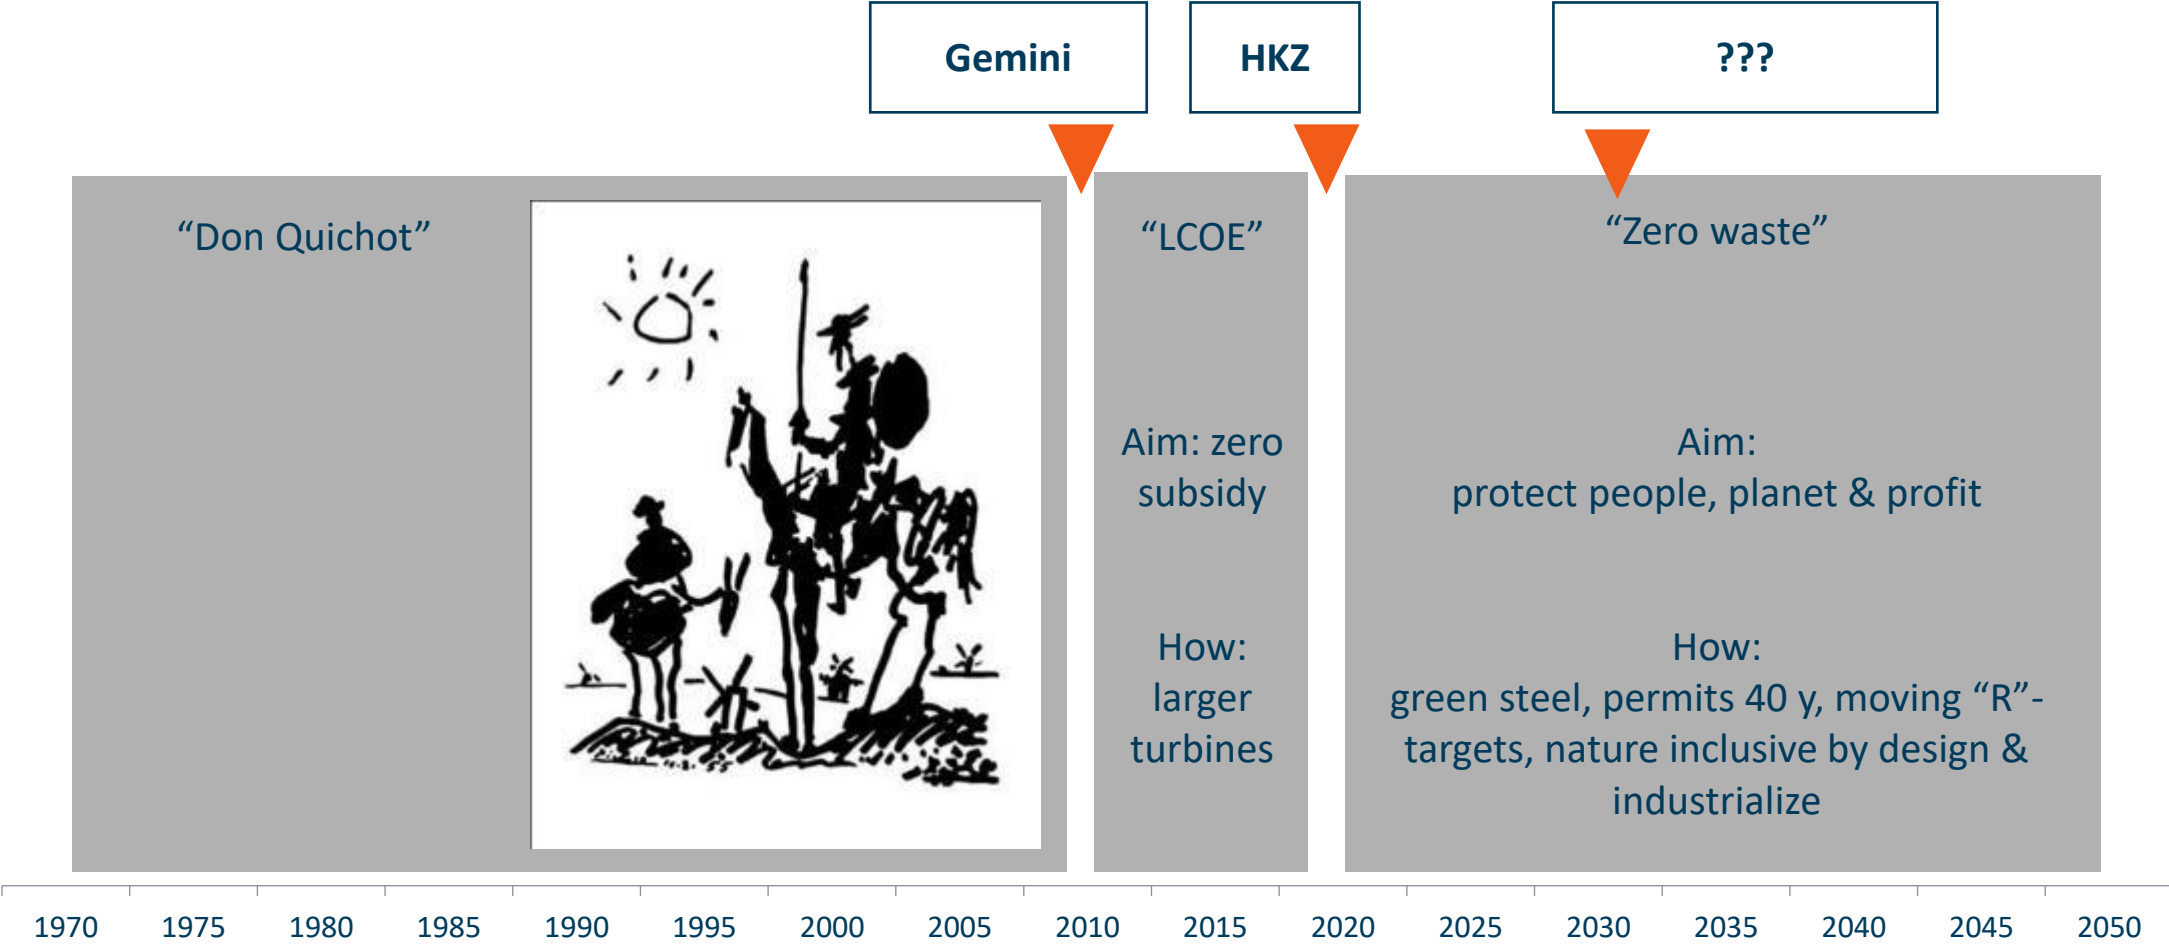 Gemini
HKZ
???
“Don Quichot”
“LCOE”
Aim: zero
subsidy
How:
larger
turbines
“Zero waste”
Aim:
protect people, planet & profit
How:
green steel, permits 40 y, moving “R”-
targets, nature inclusive by design &
industrialize
1970 1975 1980 1985 1990 1995 2000 2005 2010 2015 2020 2025 2030 2035 2040 2045 2050